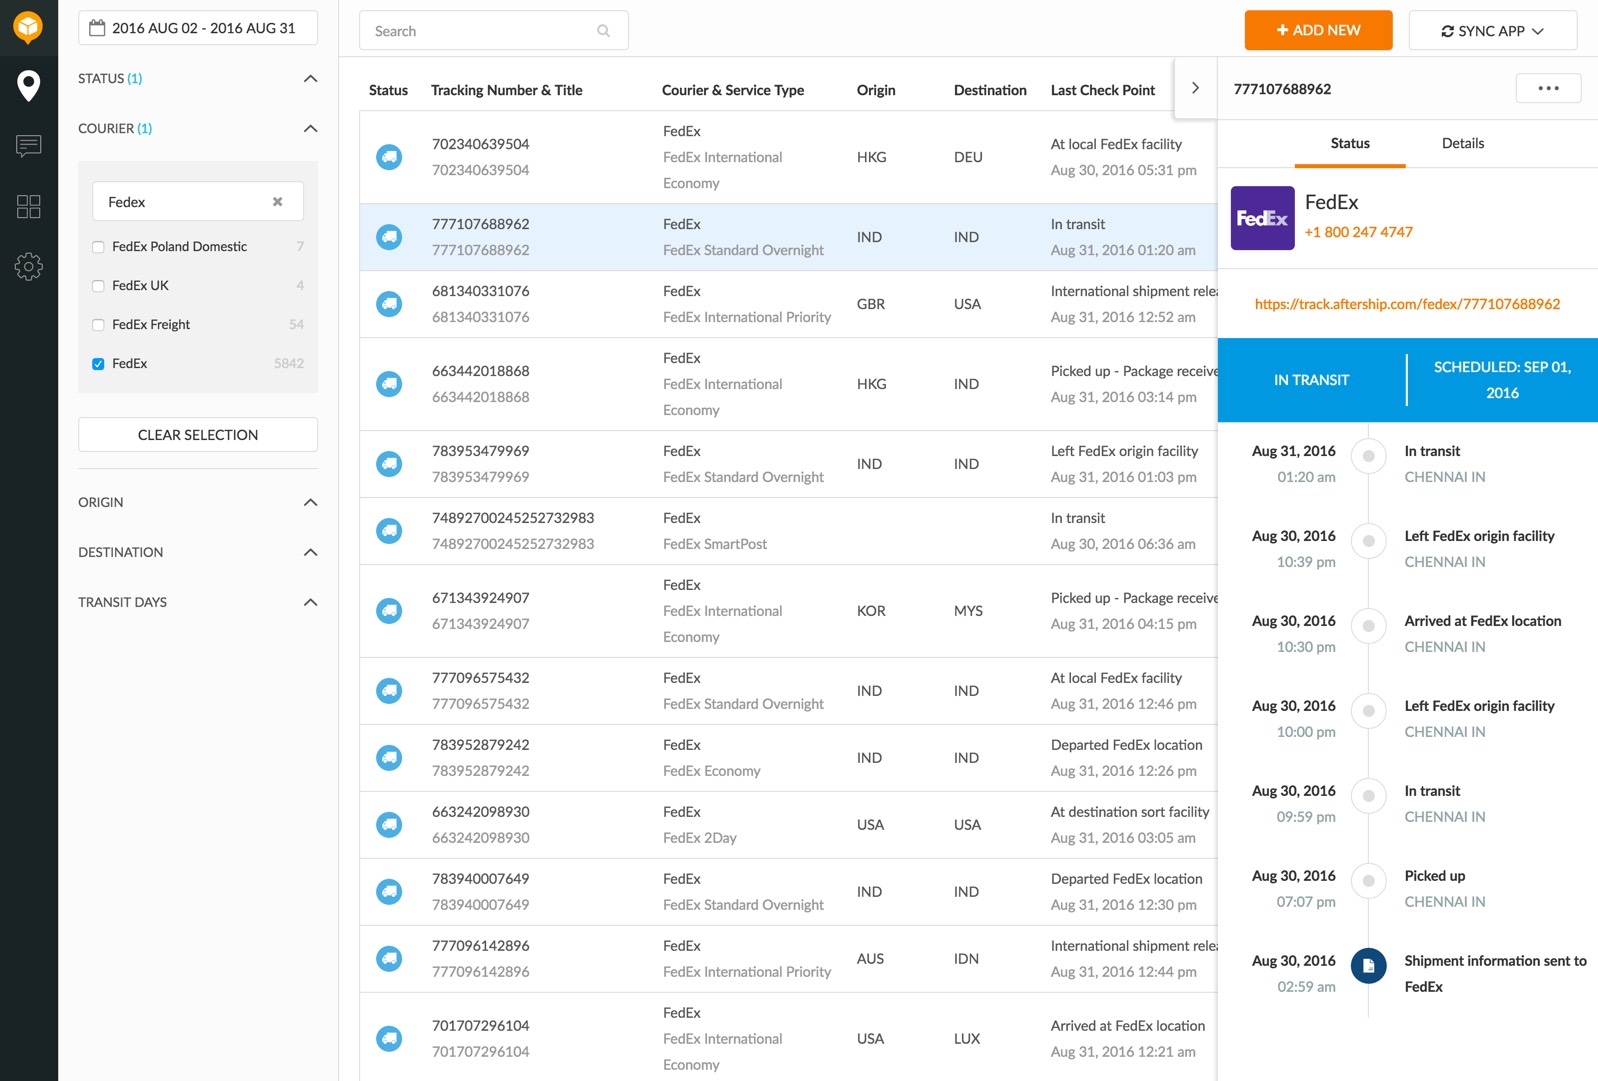 2016 AUG 02 - 2016 AUG 31
STATUS (1)
COURIER (1)
Fedex
FedEx Poland Domestic 7
FedEx UK 4
FedEx Freight 54
FedEx 5842
CLEAR SELECTION
ORIGIN
DESTINATION
TRANSIT DAYS
Search
+ ADD NEW
SYNC APP
Status Tracking Number & Title Courier & Service Type Origin Destination Last Check Point
702340639504
702340639504
FedEx
FedEx International
Economy
HKG
DEU
At local FedEx facility
Aug 30, 2016 05:31 pm
777107688962
777107688962
FedEx
FedEx Standard Overnight
IND
IND
In transit
Aug 31, 2016 01:20 am
681340331076
681340331076
FedEx
FedEx International Priority
GBR
USA
International shipment rele
Aug 31, 2016 12:52 am
663442018868
663442018868
FedEx
FedEx International
Economy
HKG
IND
Picked up - Package receive
Aug 31, 2016 03:14 pm
783953479969
783953479969
FedEx
FedEx Standard Overnight
IND
IND
Left FedEx origin facility
Aug 31, 2016 01:03 pm
74892700245252732983
74892700245252732983
FedEx
FedEx SmartPost
In transit
Aug 30, 2016 06:36 am
671343924907
671343924907
FedEx
FedEx International
Economy
KOR
MYS
Picked up - Package receive
Aug 31, 2016 04:15 pm
777096575432
777096575432
FedEx
FedEx Standard Overnight
IND
IND
At local FedEx facility
Aug 31, 2016 12:46 pm
783952879242
783952879242
FedEx
FedEx Economy
IND
IND
Departed FedEx location
Aug 31, 2016 12:26 pm
663242098930
663242098930
FedEx
FedEx 2Day
USA
USA
At destination sort facility
Aug 31, 2016 03:05 am
783940007649
783940007649
FedEx
FedEx Standard Overnight
IND
IND
Departed FedEx location
Aug 31, 2016 12:30 pm
777096142896
777096142896
FedEx
FedEx International Priority
AUS
IDN
International shipment rele
Aug 31, 2016 12:44 pm
701707296104
701707296104
FedEx
FedEx International
Economy
USA
LUX
Arrived at FedEx location
Aug 31, 2016 12:21 am
777107688962
Status Details
FedEx
FedEx
+1 800 247 4747
https://track.aftership.com/fedex/777107688962
IN TRANSIT
SCHEDULED: SEP 01,
2016
Aug 31, 2016 In transit
01:20 am CHENNAI IN
Aug 30, 2016 Left FedEx origin facility
10:39 pm CHENNAI IN
Aug 30, 2016 Arrived at FedEx location
10:30 pm CHENNAI IN
Aug 30, 2016 Left FedEx origin facility
10:00 pm CHENNAI IN
Aug 30, 2016 In transit
09:59 pm CHENNAI IN
Aug 30, 2016 Picked up
07:07 pm CHENNAI IN
Aug 30, 2016 Shipment information sent to
02:59 am FedEx